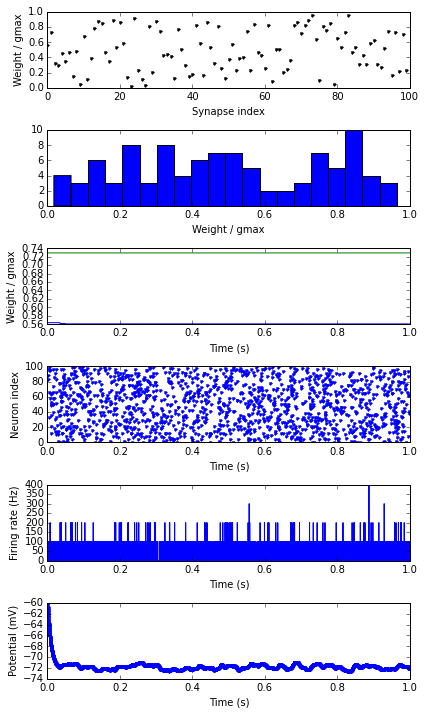 Weight / gmax
1.0
0.8
0.6
0.4
0.2
0.0
0 20 40 60 80 100
Synapse index
10
8
6
4
2
0
0.0 0.2 0.4 0.6 0.8 1.0
Weight / gmax
Weight / gmax
0.74
0.72
0.70
0.68
0.66
0.64
0.62
0.60
0.58
0.56
0.0 0.2 0.4 0.6 0.8 1.0
Time (s)
Neuron index
100
80
60
40
20
0
0.0 0.2 0.4 0.6 0.8 1.0
Time (s)
Firing rate (Hz)
400
350
300
250
200
150
100
50
0
0.0 0.2 0.4 0.6 0.8 1.0
Time (s)
Potential (mV)
−60
−62
−64
−66
−68
−70
−72
−74
0.0 0.2 0.4 0.6 0.8 1.0
Time (s)